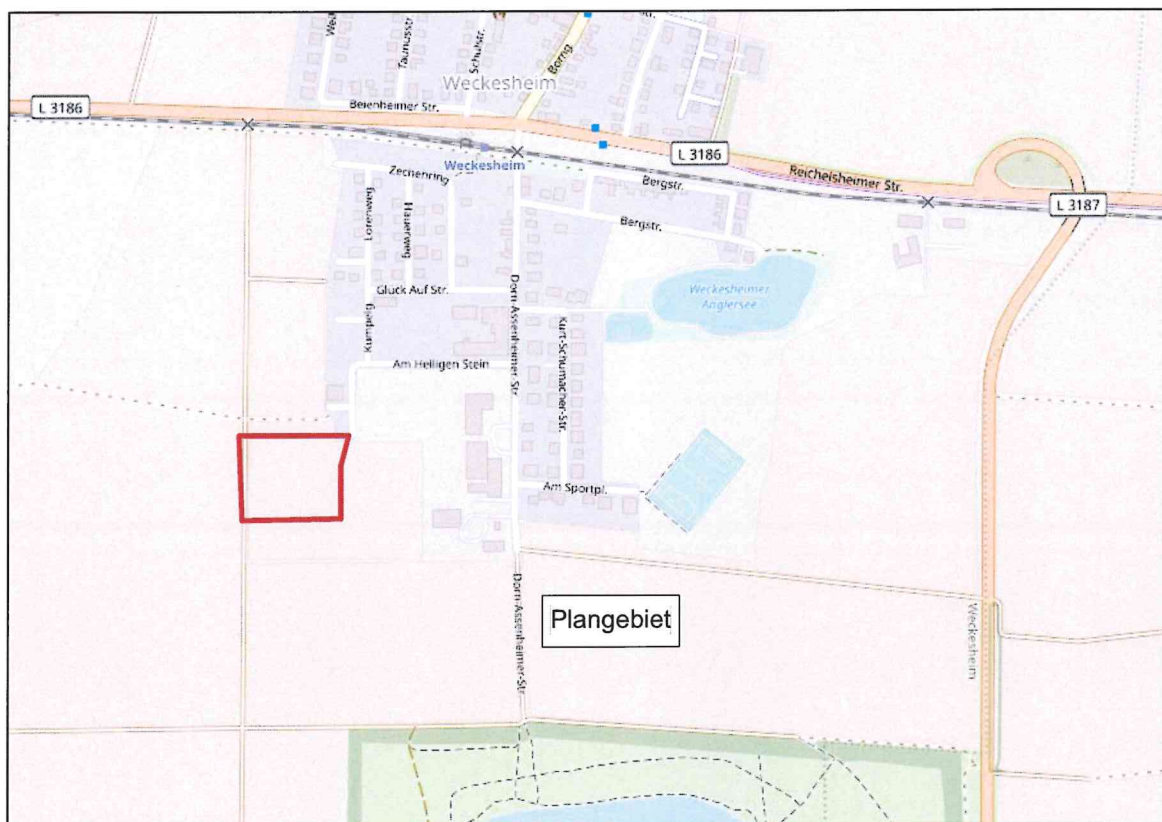 Taunusstr
Schulstr.
Borng
str.
Weckesheim
L 3186
Beienheimer Str.
L 3186
Weckesheim
Zechenring
Reichelsheimer Str.
Bergstr.
L 3187
Lorenweg
Hauerweg
Bergstr.
Glück Auf Str.
Dorn-Assenheimer-Str
Weckesheimer
Anglersee
Kumpelg
Kurt-Schumacher-Str.
Am Heiligen Stein
Am Sportpl.
Dorn-Assenheimer-Str
Plangebiet
Weckesheim